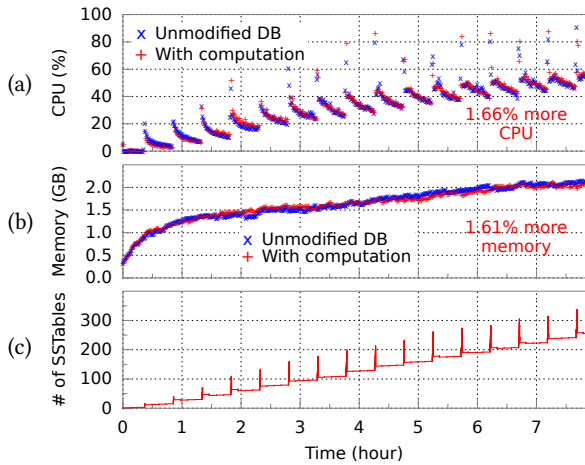 (a)
CPU (%)
100
80
60
40
20
0
Unmodified DB
With computation
1.66% more
CPU
(b)
Memory (GB)
2.0
1.5
1.0
0.5
0.0
Unmodified DB
With computation
1.61% more
memory
(c)
# of SSTables
300
200
100
0
0 1 2 3 4 5 6 7
Time (hour)